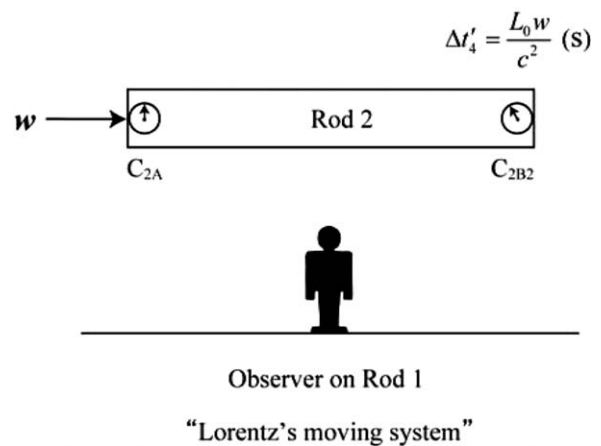 Δt′₄ = L₀w / c² (s)
w
Rod 2
C₂A C₂B2
Observer on Rod 1
“Lorentz’s moving system”